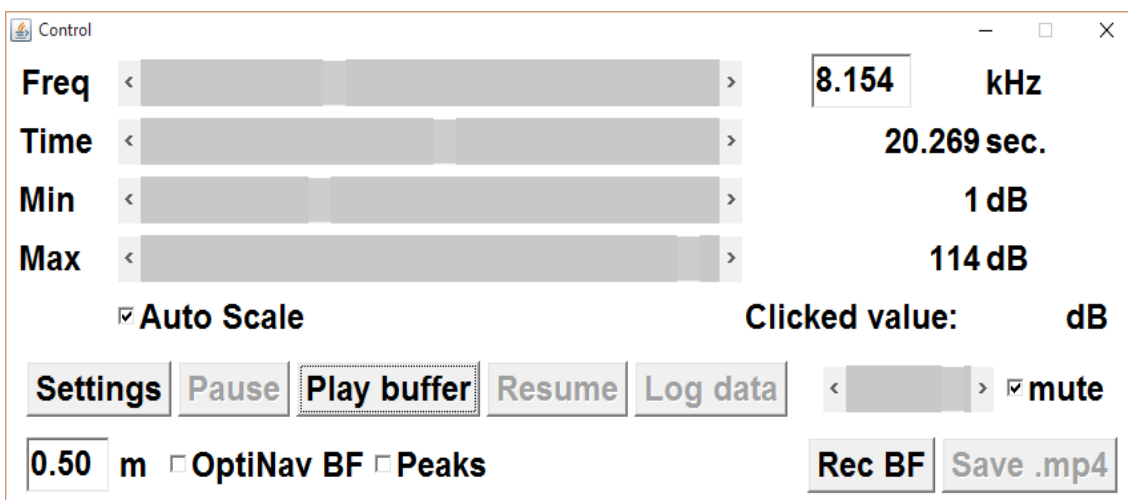 Control
Freq 8.154 kHz
Time 20.269 sec.
Min 1 dB
Max 114 dB
Auto Scale Clicked value: dB
Settings Pause Play buffer Resume Log data mute
0.50 m OptiNav BF Peaks Rec BF Save .mp4